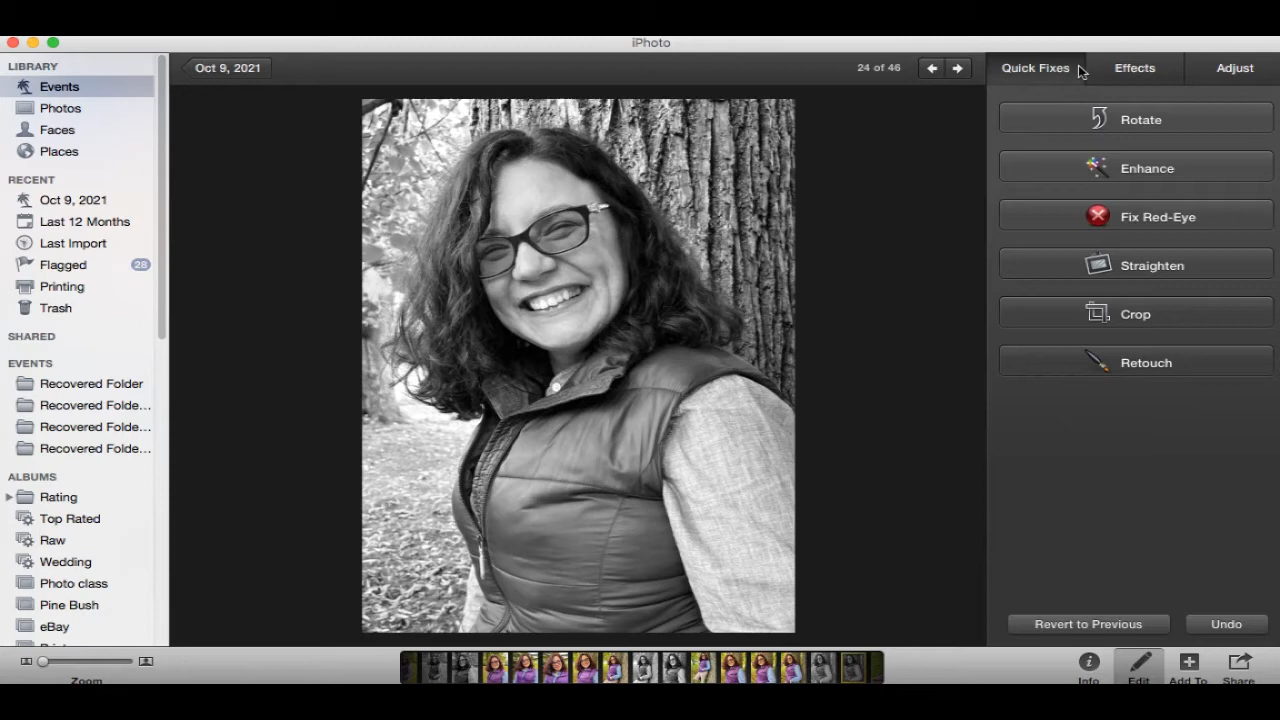 iPhoto
LIBRARY
Events
Photos
Faces
Places
RECENT
Oct 9, 2021
Last 12 Months
Last Import
Flagged 28
Printing
Trash
SHARED
EVENTS
Recovered Folder
Recovered Folde...
Recovered Folde...
Recovered Folde...
ALBUMS
Rating
Top Rated
Raw
Wedding
Photo class
Pine Bush
eBay
Zoom
Oct 9, 2021
24 of 46
Quick Fixes Effects Adjust
Rotate
Enhance
Fix Red-Eye
Straighten
Crop
Retouch
Revert to Previous Undo
Info Edit Add To Share